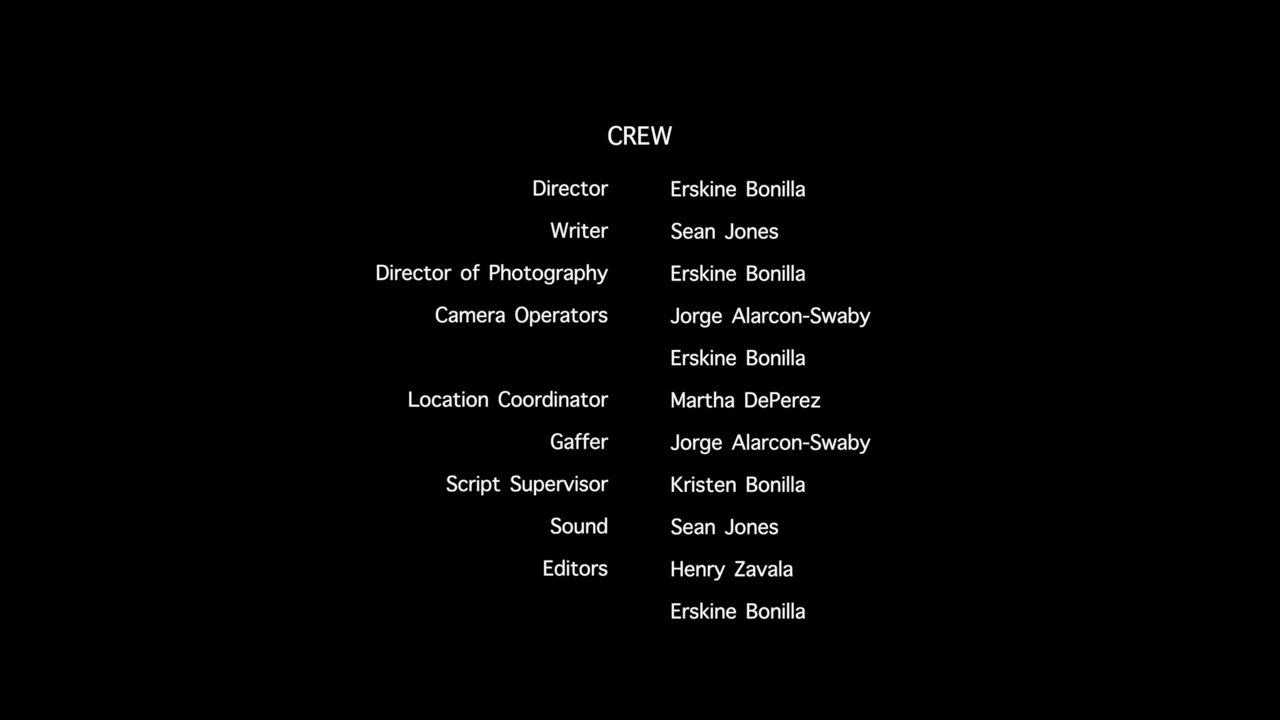 CREW
Director Erskine Bonilla
Writer Sean Jones
Director of Photography Erskine Bonilla
Camera Operators Jorge Alarcon-Swaby
Erskine Bonilla
Location Coordinator Martha DePerez
Gaffer Jorge Alarcon-Swaby
Script Supervisor Kristen Bonilla
Sound Sean Jones
Editors Henry Zavala
Erskine Bonilla